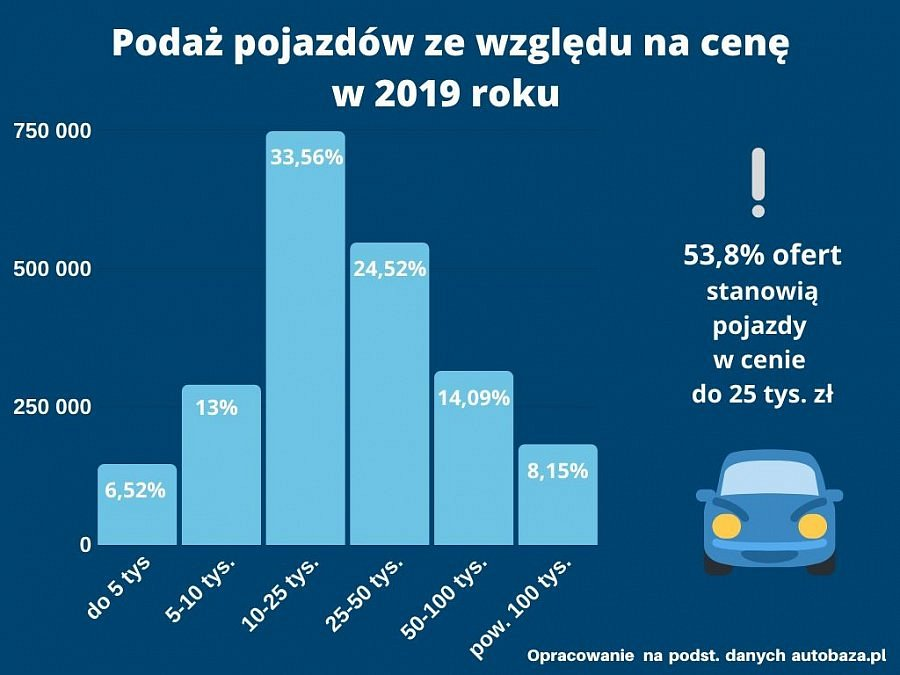 Podaż pojazdów ze względu na cenę
w 2019 roku
750 000
500 000
250 000
0
6,52%
13%
33,56%
24,52%
14,09%
8,15%
do 5 tys
5-10 tys.
10-25 tys.
25-50 tys.
50-100 tys.
pow. 100 tys.
!
53,8% ofert
stanowią
pojazdy
w cenie
do 25 tys. zł
Opracowanie na podst. danych autobaza.pl